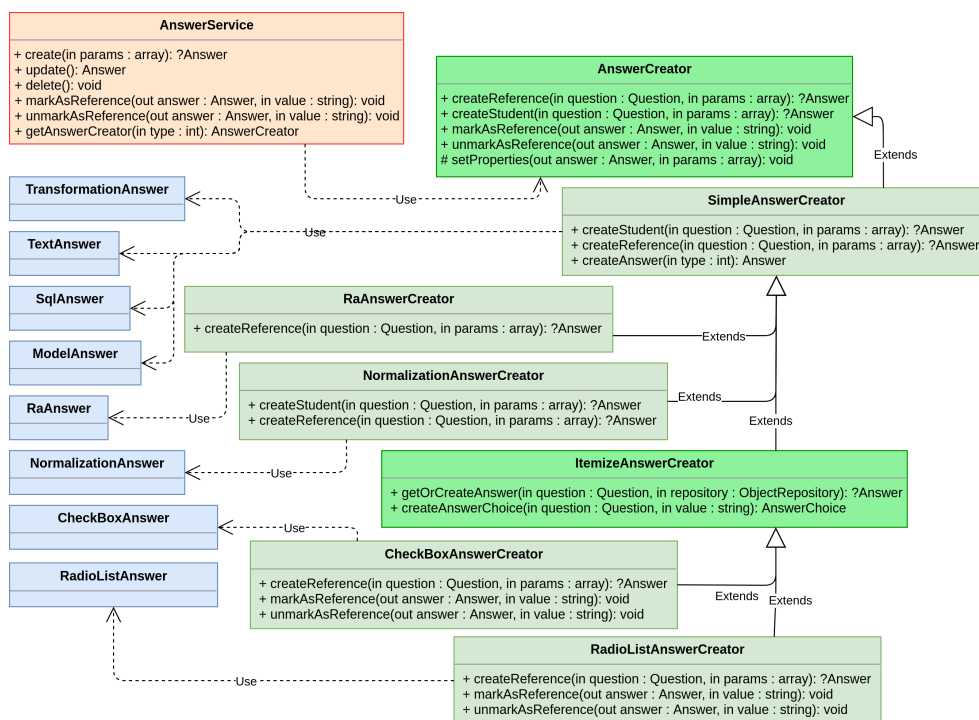 AnswerService
+ create(in params : array): ?Answer
+ update(): Answer
+ delete(): void
+ markAsReference(out answer : Answer, in value : string): void
+ unmarkAsReference(out answer : Answer, in value : string): void
+ getAnswerCreator(in type : int): AnswerCreator
AnswerCreator
+ createReference(in question : Question, in params : array): ?Answer
+ createStudent(in question : Question, in params : array): ?Answer
+ markAsReference(out answer : Answer, in value : string): void
+ unmarkAsReference(out answer : Answer, in value : string): void
# setProperties(out answer : Answer, in params : array): void
Extends
Use
TransformationAnswer
TextAnswer
SqlAnswer
ModelAnswer
RaAnswer
NormalizationAnswer
CheckBoxAnswer
RadioListAnswer
SimpleAnswerCreator
+ createStudent(in question : Question, in params : array): ?Answer
+ createReference(in question : Question, in params : array): ?Answer
+ createAnswer(in type : int): Answer
Use
RaAnswerCreator
+ createReference(in question : Question, in params : array): ?Answer
Extends
Use
NormalizationAnswerCreator
+ createStudent(in question : Question, in params : array): ?Answer
+ createReference(in question : Question, in params : array): ?Answer
Extends
Extends
Use
ItemizeAnswerCreator
+ getOrCreateAnswer(in question : Question, in repository : ObjectRepository): ?Answer
+ createAnswerChoice(in question : Question, in value : string): AnswerChoice
Use
CheckBoxAnswerCreator
+ createReference(in question : Question, in params : array): ?Answer
+ markAsReference(out answer : Answer, in value : string): void
+ unmarkAsReference(out answer : Answer, in value : string): void
Extends
Extends
RadioListAnswerCreator
+ createReference(in question : Question, in params : array): ?Answer
+ markAsReference(out answer : Answer, in value : string): void
+ unmarkAsReference(out answer : Answer, in value : string): void
Use